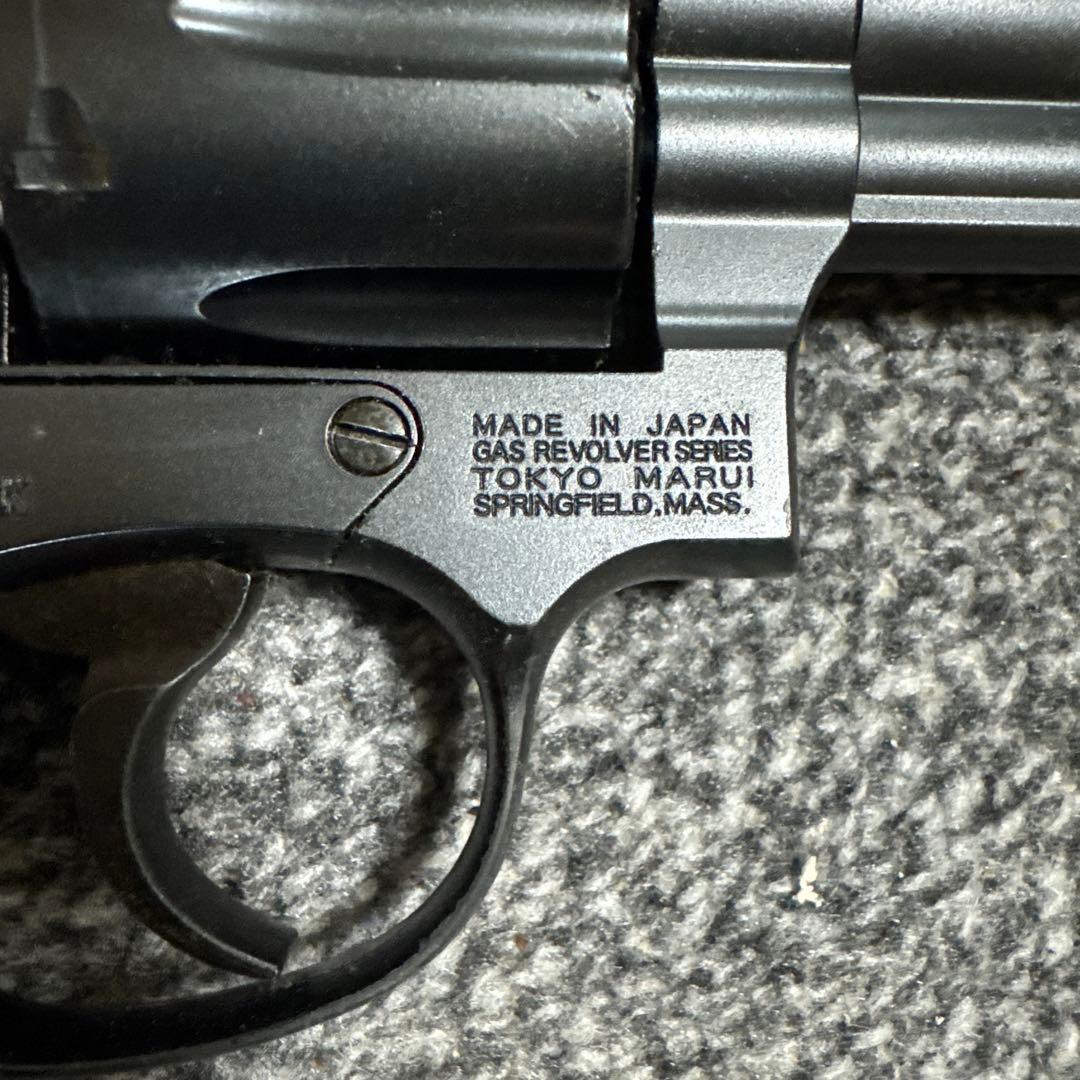 MADE IN JAPAN
GAS REVOLVER SERIES
TOKYO MARUI
SPRINGFIELD, MASS.